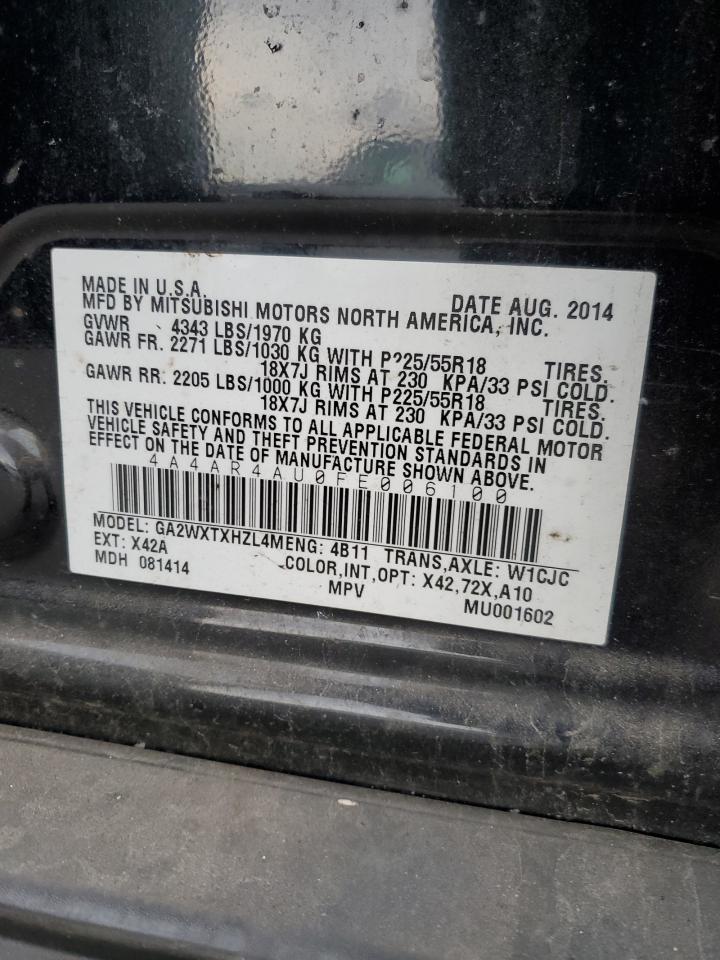 MADE IN U.S.A. DATE AUG. 2014
MFD BY MITSUBISHI MOTORS NORTH AMERICA, INC.
GVWR 4343 LBS/1970 KG
GAWR FR. 2271 LBS/1030 KG WITH P225/55R18 TIRES.
18X7J RIMS AT 230 KPA/33 PSI COLD.
GAWR RR. 2205 LBS/1000 KG WITH P225/55R18 TIRES.
18X7J RIMS AT 230 KPA/33 PSI COLD.
THIS VEHICLE CONFORMS TO ALL APPLICABLE FEDERAL MOTOR
VEHICLE SAFETY AND THEFT PREVENTION STANDARDS IN
EFFECT ON THE DATE OF MANUFACTURE SHOWN ABOVE.
4A4AR4AU0FE006100
MODEL: GA2WXTXHZL4MENG: 4B11 TRANS,AXLE: W1CJC
EXT: X42A COLOR,INT,OPT: X42,72X,A10
MDH 081414 MPV MU001602